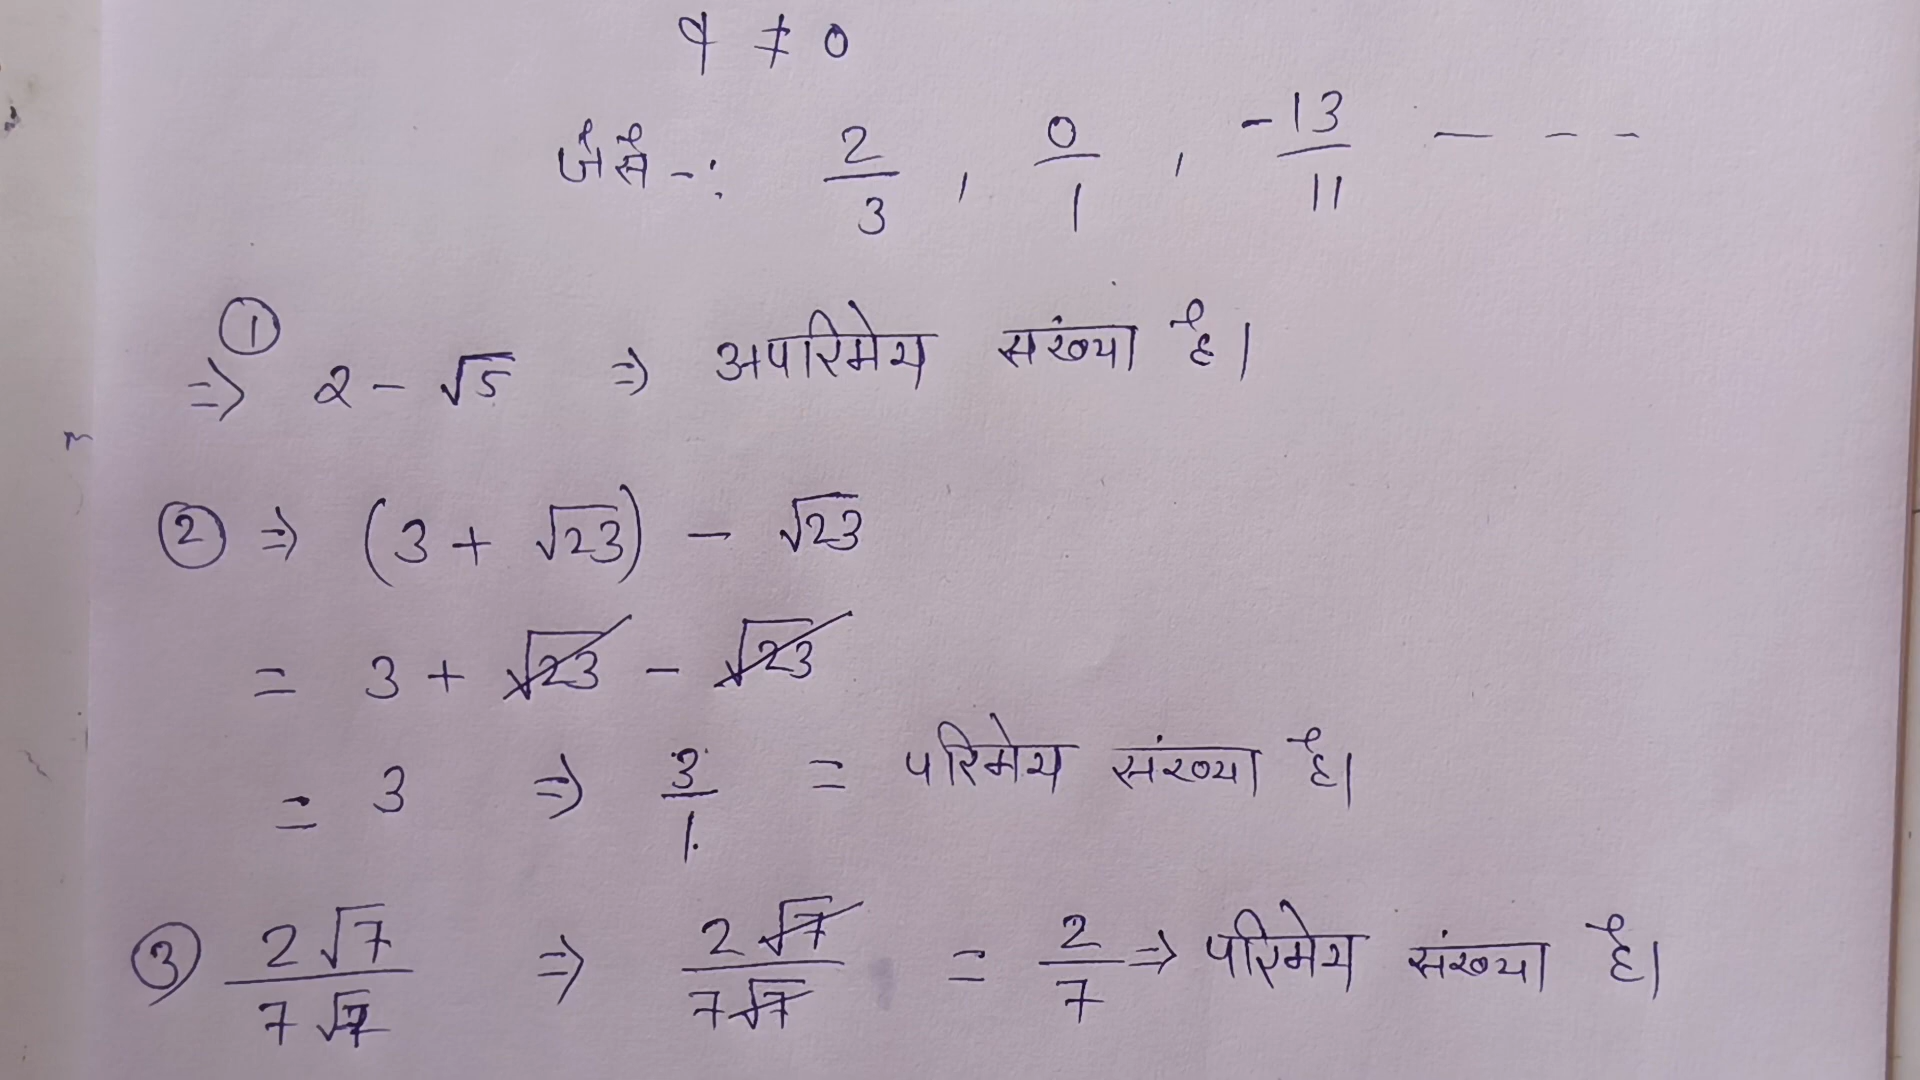 q ≠ 0
जैसे -: 2/3 , 0/1 , -13/11 - - - -
① ⇒ 2 - √5 ⇒ अपरिमेय संख्या है।
② ⇒ (3 + √23) - √23
= 3 + √23 - √23
= 3 ⇒ 3/1 = परिमेय संख्या है।
③ 2√7/7√7 ⇒ 2√7/7√7 = 2/7 ⇒ परिमेय संख्या है।